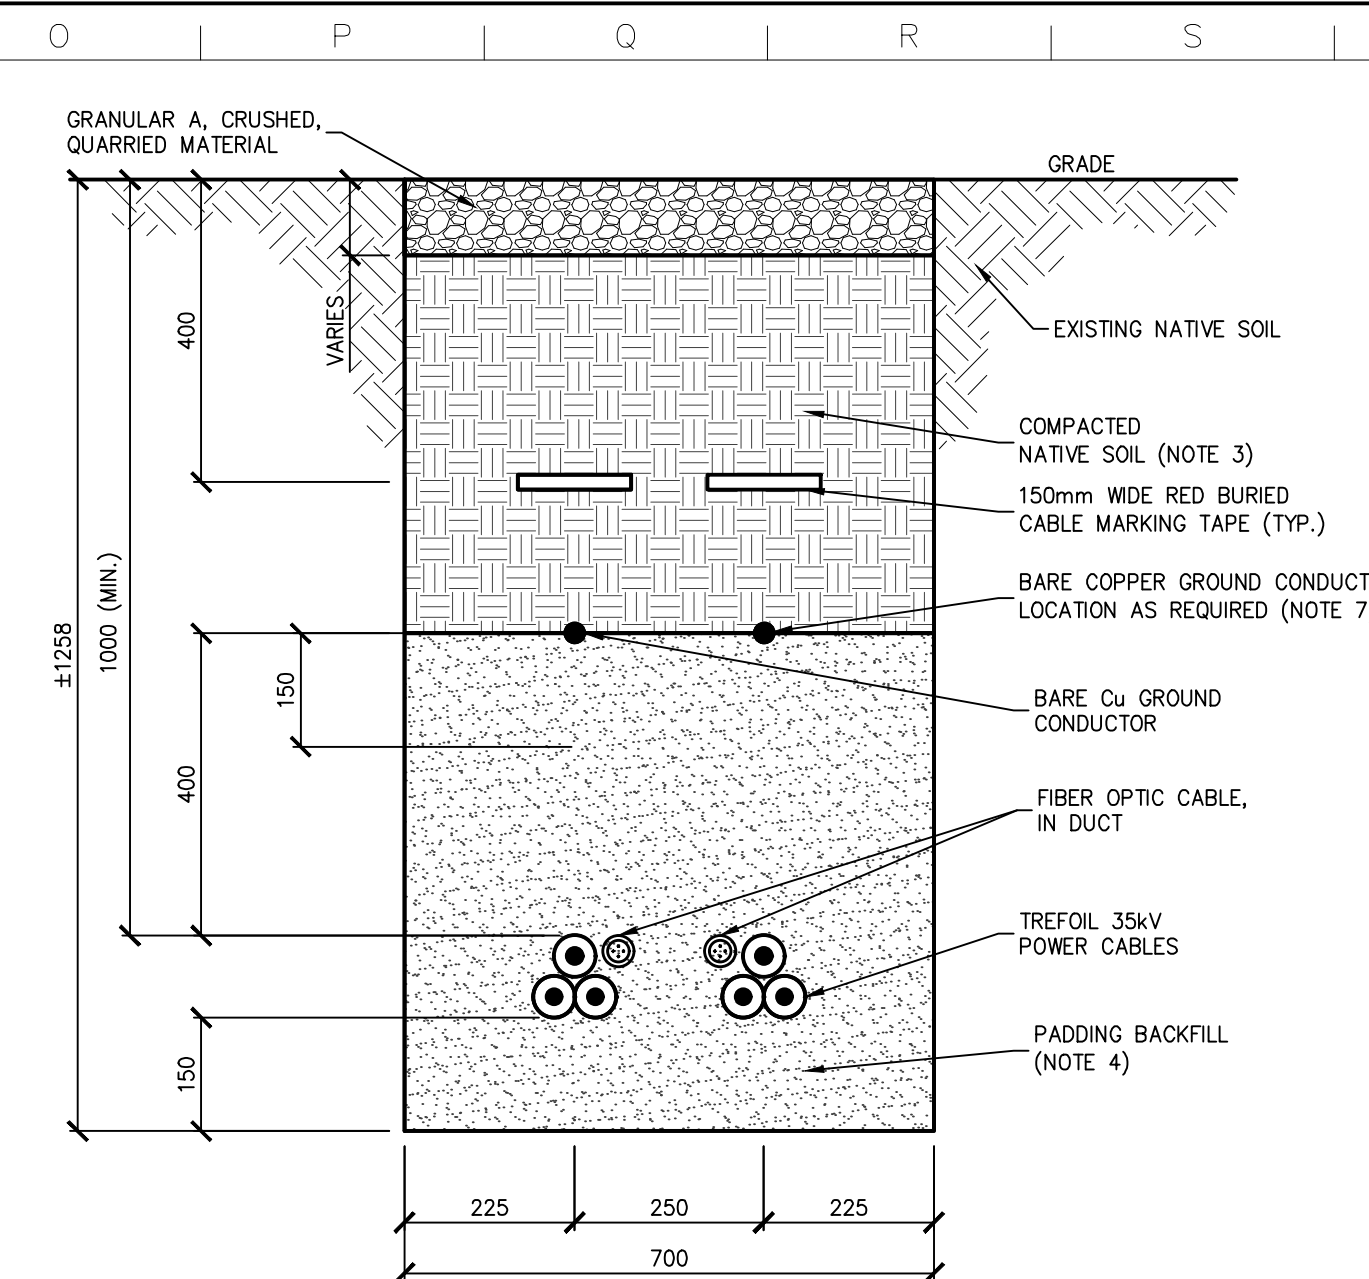 O P Q R S
GRANULAR A, CRUSHED,
QUARRIED MATERIAL
GRADE
400
VARIES
EXISTING NATIVE SOIL
COMPACTED
NATIVE SOIL (NOTE 3)
150mm WIDE RED BURIED
CABLE MARKING TAPE (TYP.)
BARE COPPER GROUND CONDUCT
LOCATION AS REQUIRED (NOTE 7
±1258
1000 (MIN.)
150
BARE Cu GROUND
CONDUCTOR
400
FIBER OPTIC CABLE,
IN DUCT
TREFOIL 35kV
POWER CABLES
PADDING BACKFILL
(NOTE 4)
150
225 250 225
700